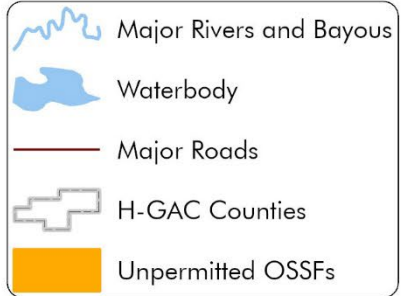 Major Rivers and Bayous
Waterbody
Major Roads
H-GAC Counties
Unpermitted OSSFs